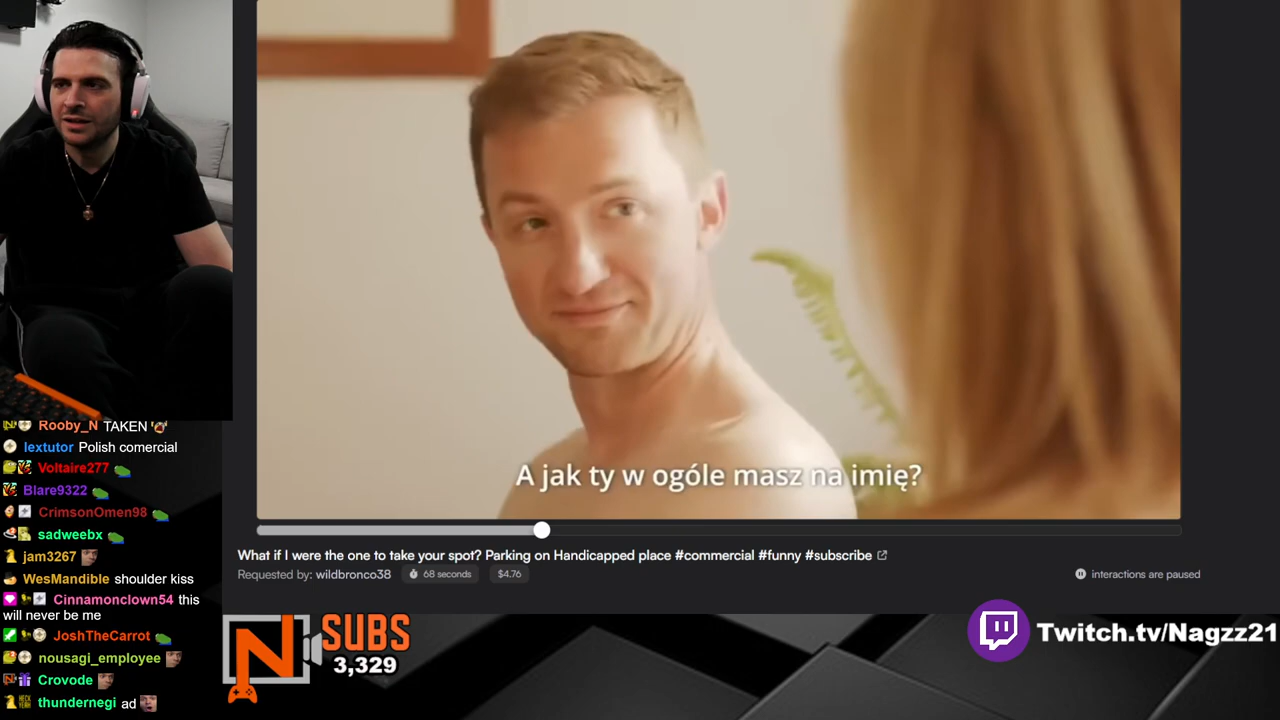 A jak ty w ogóle masz na imię?
What if I were the one to take your spot? Parking on Handicapped place #commercial #funny #subscribe
Requested by: wildbronco38 68 seconds $4.76
interactions are paused
Rooby_N TAKEN
lextutor Polish comercial
Voltaire277
Blare9322
CrimsonOmen98
sadweebx
jam3267
WesMandible shoulder kiss
Cinnamonclown54 this
will never be me
JoshTheCarrot
nousagi_employee
Crovode
thundernegi ad
N SUBS
3,329
Twitch.tv/Nagzz21